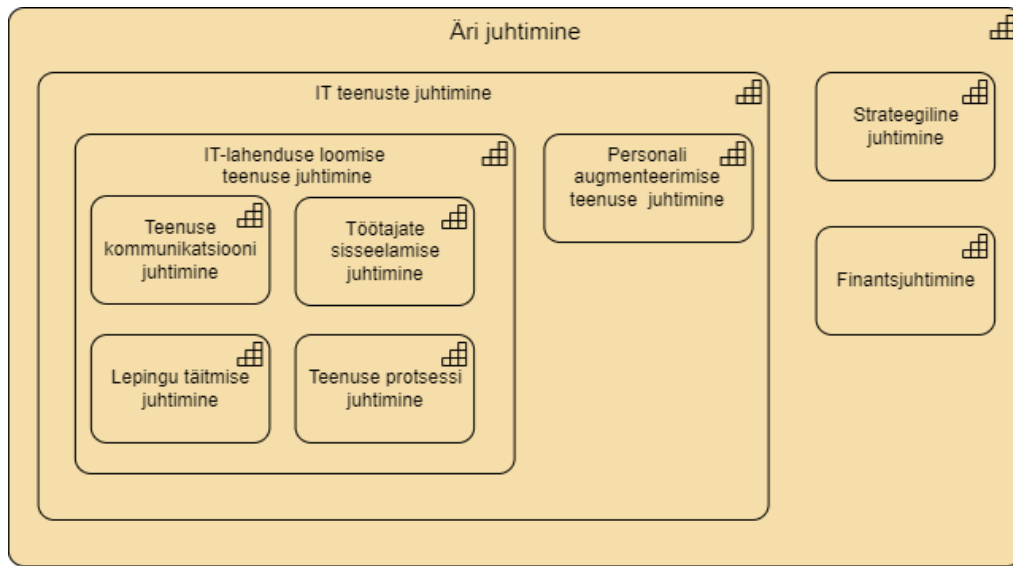 Äri juhtimine
IT teenuste juhtimine
IT-lahenduse loomise
teenuse juhtimine
Teenuse
kommunikatsiooni
juhtimine
Töötajate
sisseelamise
juhtimine
Lepingu täitmise
juhtimine
Teenuse protsessi
juhtimine
Personali
augmenteerimise
teenuse juhtimine
Strateegiline
juhtimine
Finantsjuhtimine